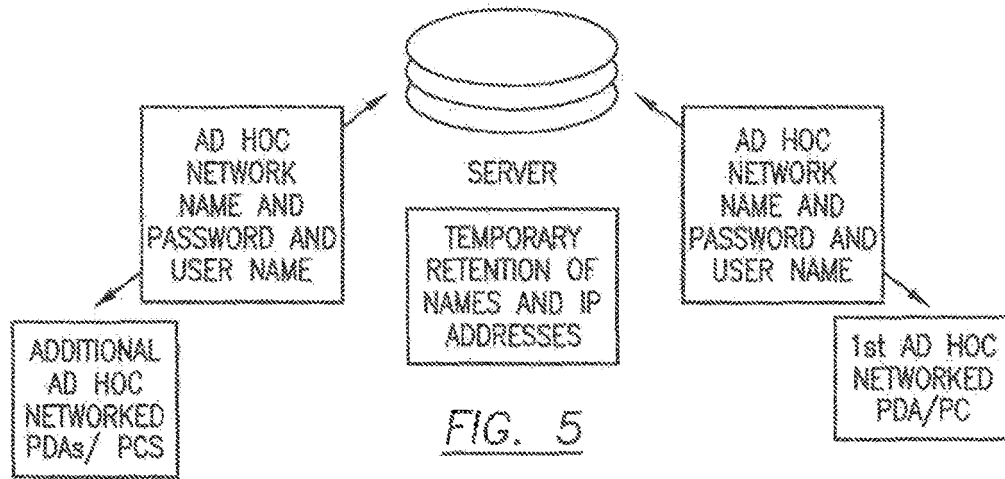 AD HOC
NETWORK
NAME AND
PASSWORD AND
USER NAME
SERVER
TEMPORARY
RETENTION OF
NAMES AND IP
ADDRESSES
AD HOC
NETWORK
NAME AND
PASSWORD AND
USER NAME
ADDITIONAL
AD HOC
NETWORKED
PDAs/ PCS
1st AD HOC
NETWORKED
PDA/PC
FIG. 5